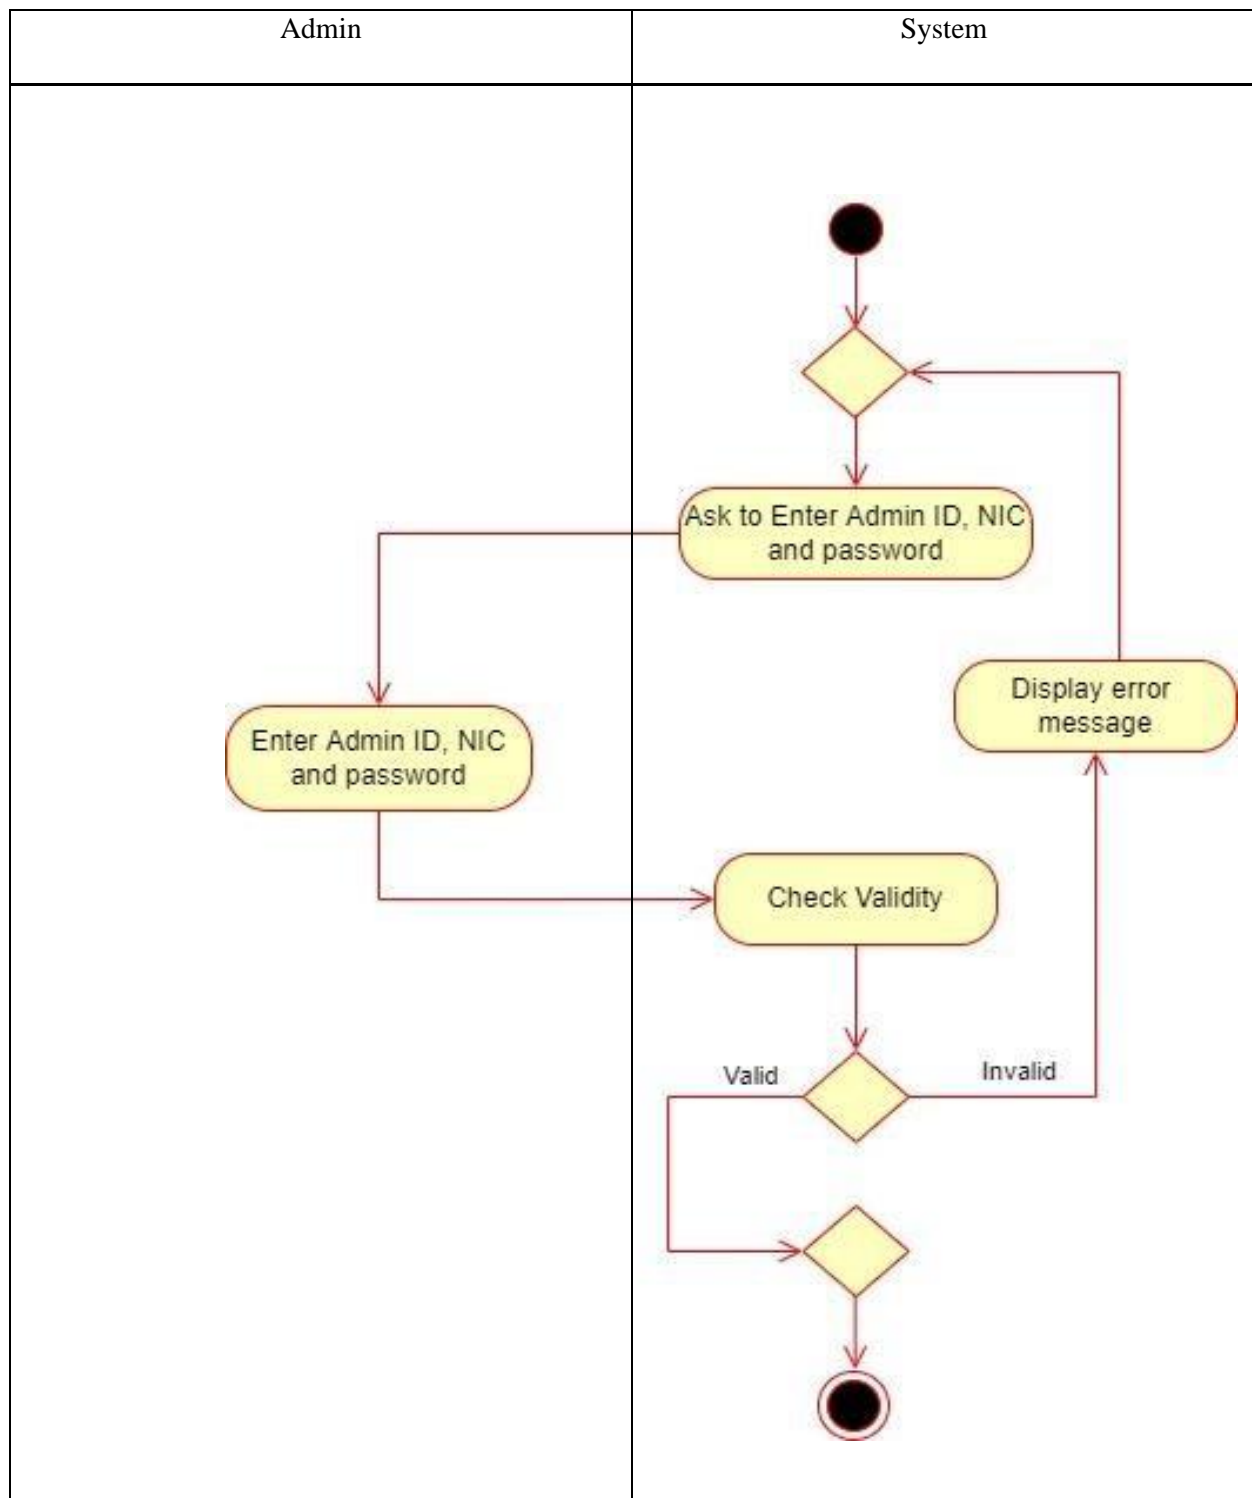 Admin
System
Ask to Enter Admin ID, NIC
and password
Enter Admin ID, NIC
and password
Display error
message
Check Validity
Valid
Invalid